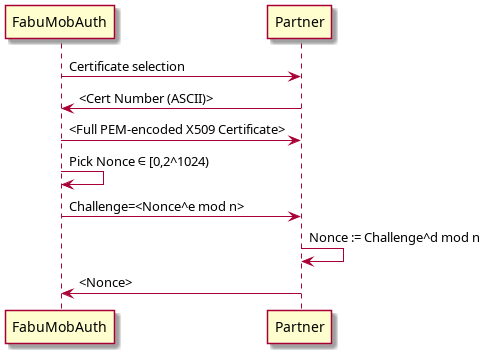 FabuMobAuth
Partner
Certificate selection
<Cert Number (ASCII)>
<Full PEM-encoded X509 Certificate>
Pick Nonce ∈ [0,2^1024)
Challenge=<Nonce^e mod n>
Nonce := Challenge^d mod n
<Nonce>
FabuMobAuth
Partner